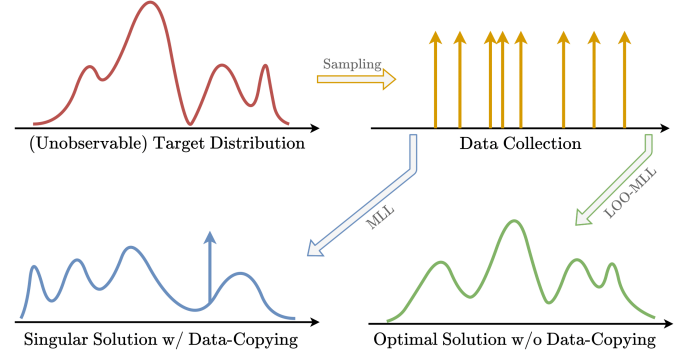 Sampling
(Unobservable) Target Distribution
Data Collection
MLL
LOO-MLL
Singular Solution w/ Data-Copying
Optimal Solution w/o Data-Copying